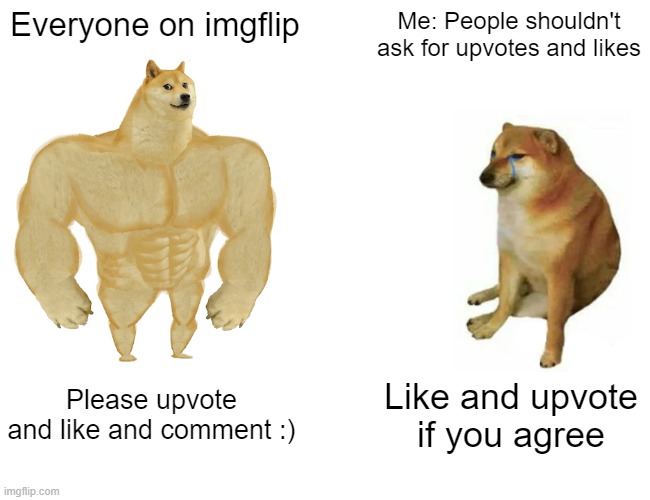 Everyone on imgflip
Me: People shouldn't
ask for upvotes and likes
Please upvote
and like and comment :)
Like and upvote
if you agree
imgflip.com